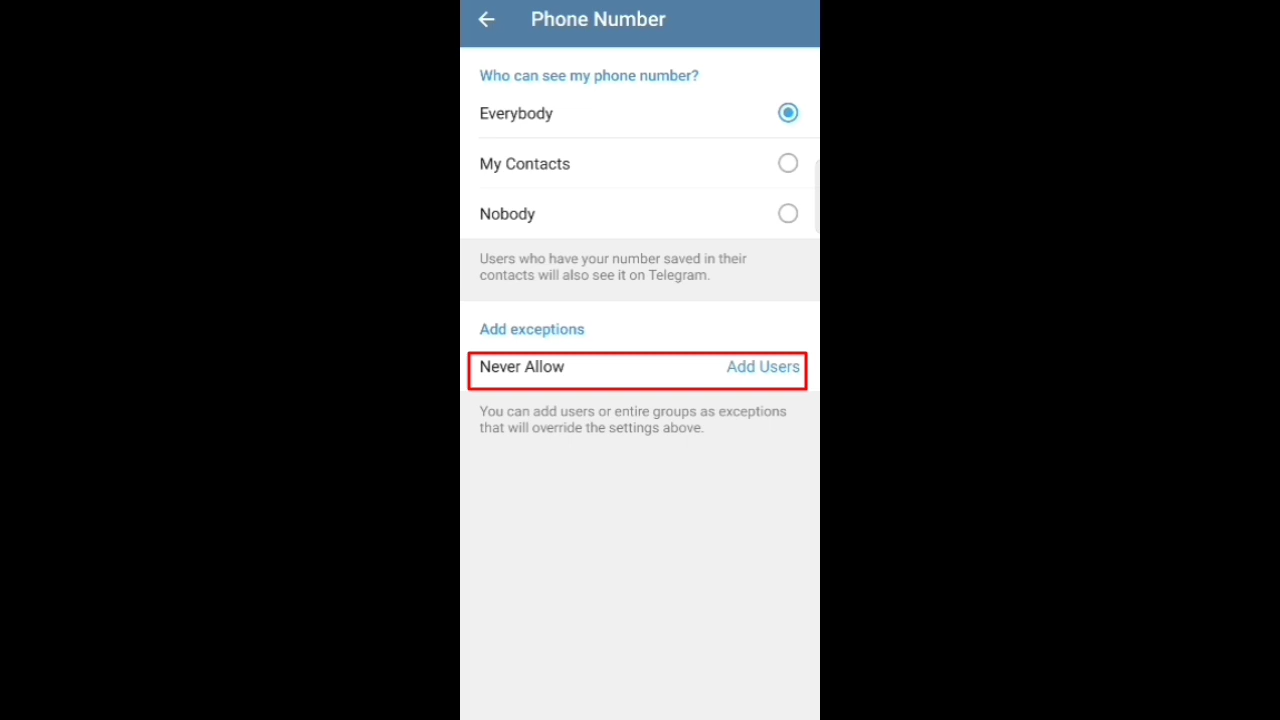 Phone Number
Who can see my phone number?
Everybody
My Contacts
Nobody
Users who have your number saved in their
contacts will also see it on Telegram.
Add exceptions
Never Allow Add Users
You can add users or entire groups as exceptions
that will override the settings above.